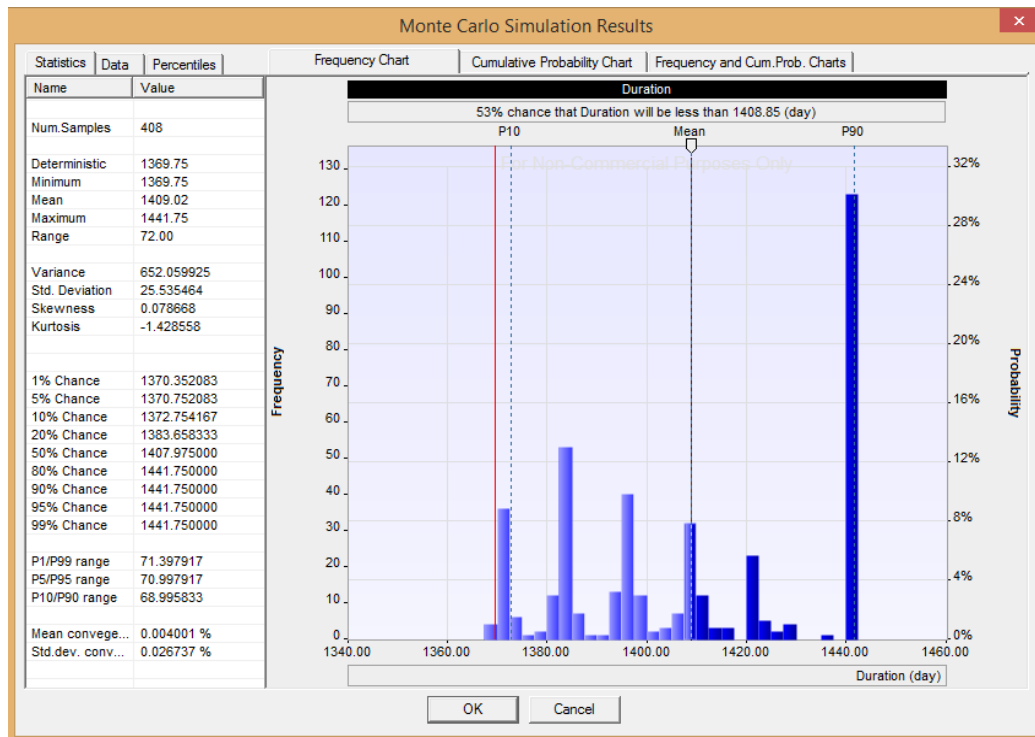 Monte Carlo Simulation Results
Statistics Data Percentiles
Name Value
Num.Samples 408
Deterministic 1369.75
Minimum 1369.75
Mean 1409.02
Maximum 1441.75
Range 72.00
Variance 652.059925
Std. Deviation 25.535464
Skewness 0.078668
Kurtosis -1.428558
1% Chance 1370.352083
5% Chance 1370.752083
10% Chance 1372.754167
20% Chance 1383.658333
50% Chance 1407.975000
80% Chance 1441.750000
90% Chance 1441.750000
95% Chance 1441.750000
99% Chance 1441.750000
P1/P99 range 71.397917
P5/P95 range 70.997917
P10/P90 range 68.995833
Mean convege... 0.004001 %
Std.dev. conv... 0.026737 %
Frequency Chart Cumulative Probability Chart Frequency and Cum.Prob. Charts
Duration
53% chance that Duration will be less than 1408.85 (day)
P10 Mean P90
For Non-Commercial Purposes Only
Frequency
130
120
110
100
90
80
70
60
50
40
30
20
10
0
32%
28%
24%
20%
16%
12%
8%
4%
0%
Probability
1340.00 1360.00 1380.00 1400.00 1420.00 1440.00 1460.00
Duration (day)
OK Cancel